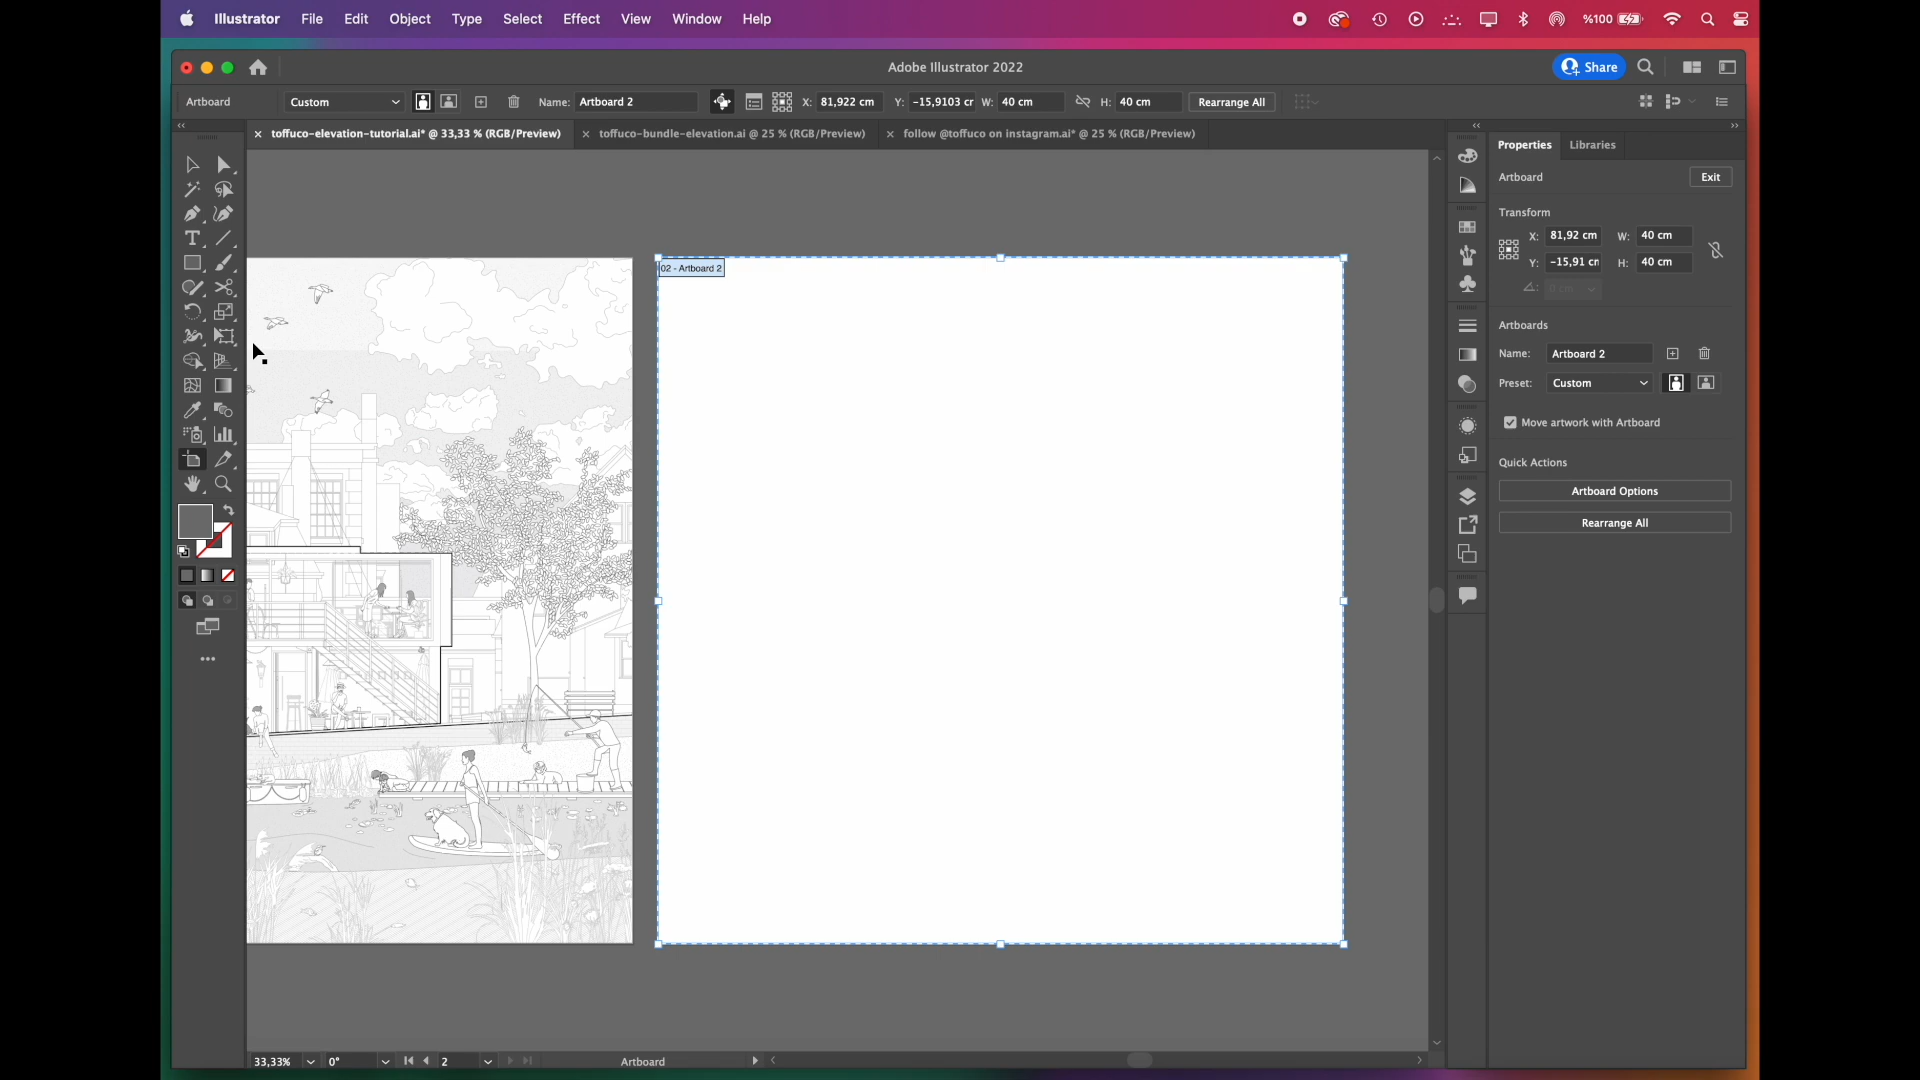 Illustrator File Edit Object Type Select Effect View Window Help
%100
Adobe Illustrator 2022
Share
Artboard Custom Name: Artboard 2 X: 81,922 cm Y: -15,9103 cr W: 40 cm H: 40 cm Rearrange All
toffuco-elevation-tutorial.ai* @ 33,33 % (RGB/Preview) toffuco-bundle-elevation.ai @ 25 % (RGB/Preview) follow @toffuco on instagram.ai* @ 25 % (RGB/Preview)
Properties Libraries
Artboard Exit
Transform
X: 81,92 cm W: 40 cm
Y: -15,91 cr H: 40 cm
0 cm
Artboards
Name: Artboard 2
Preset: Custom
Move artwork with Artboard
Quick Actions
Artboard Options
Rearrange All
02 - Artboard 2
33,33% 0° 2 Artboard